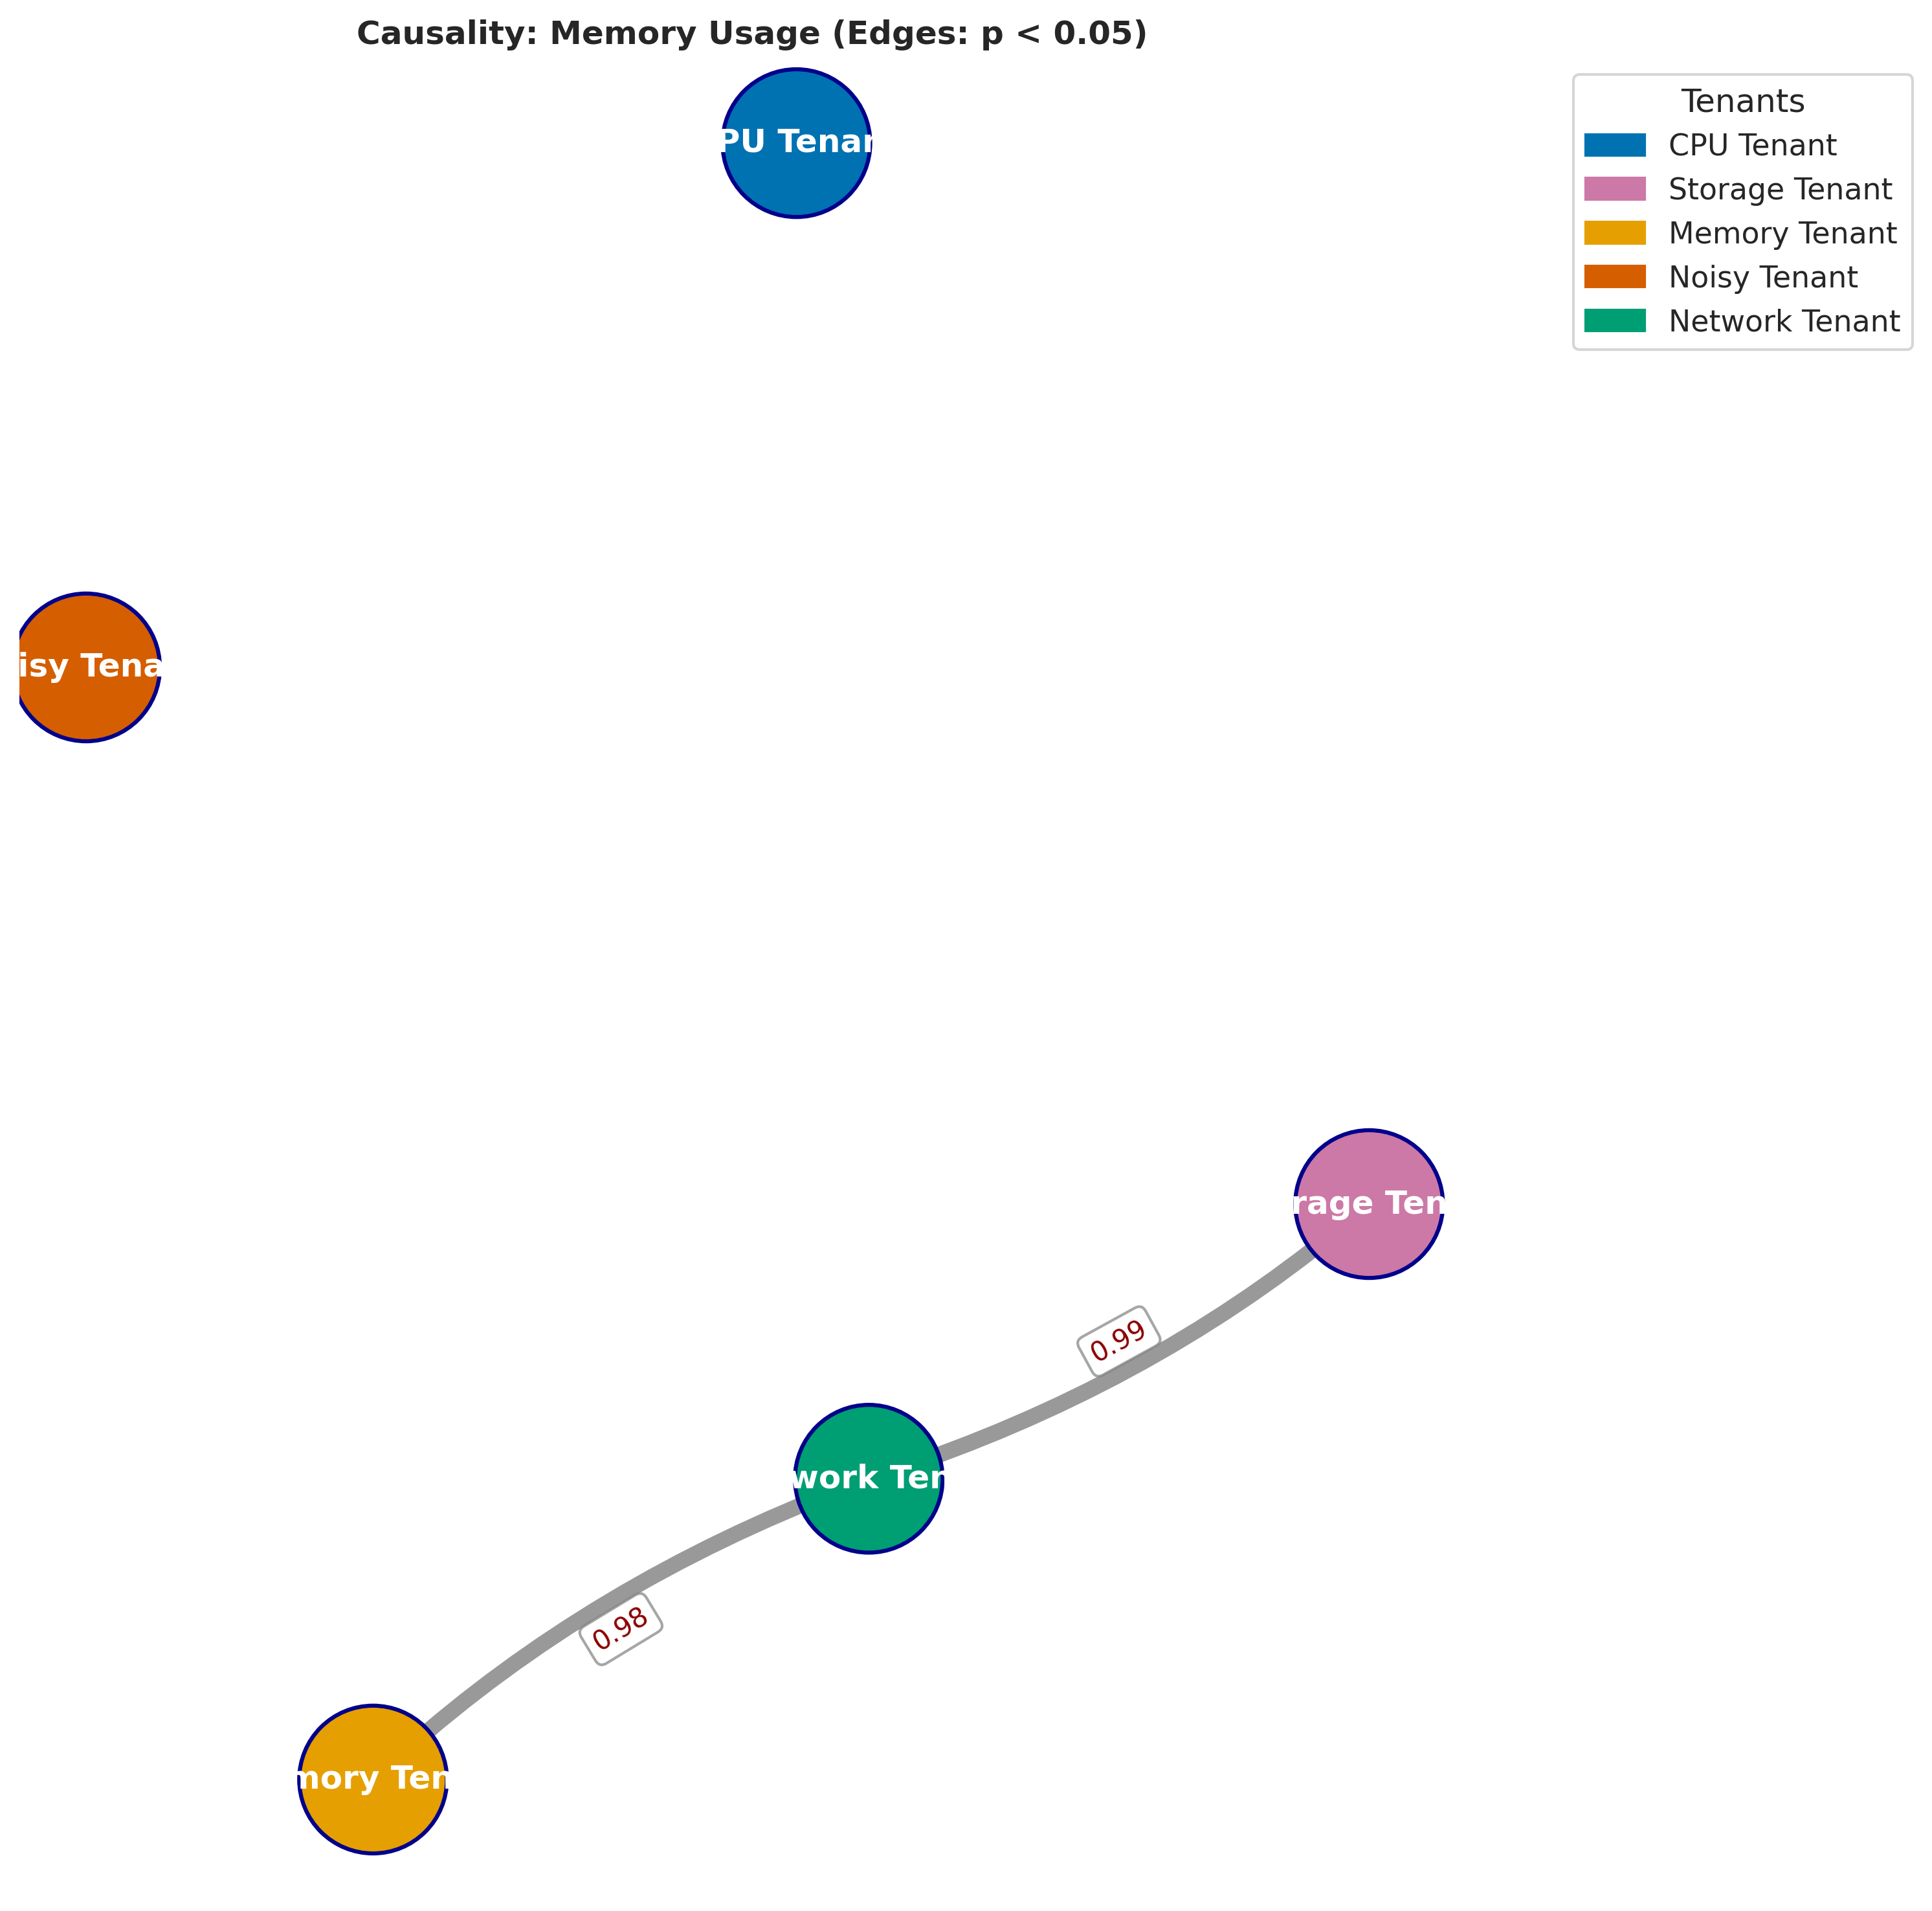 Causality: Memory Usage (Edges: p < 0.05)
Tenants
CPU Tenant
Storage Tenant
Memory Tenant
Noisy Tenant
Network Tenant
PU Tenan
isy Tena
rage Ten
0.99
work Ten
0.98
mory Ten